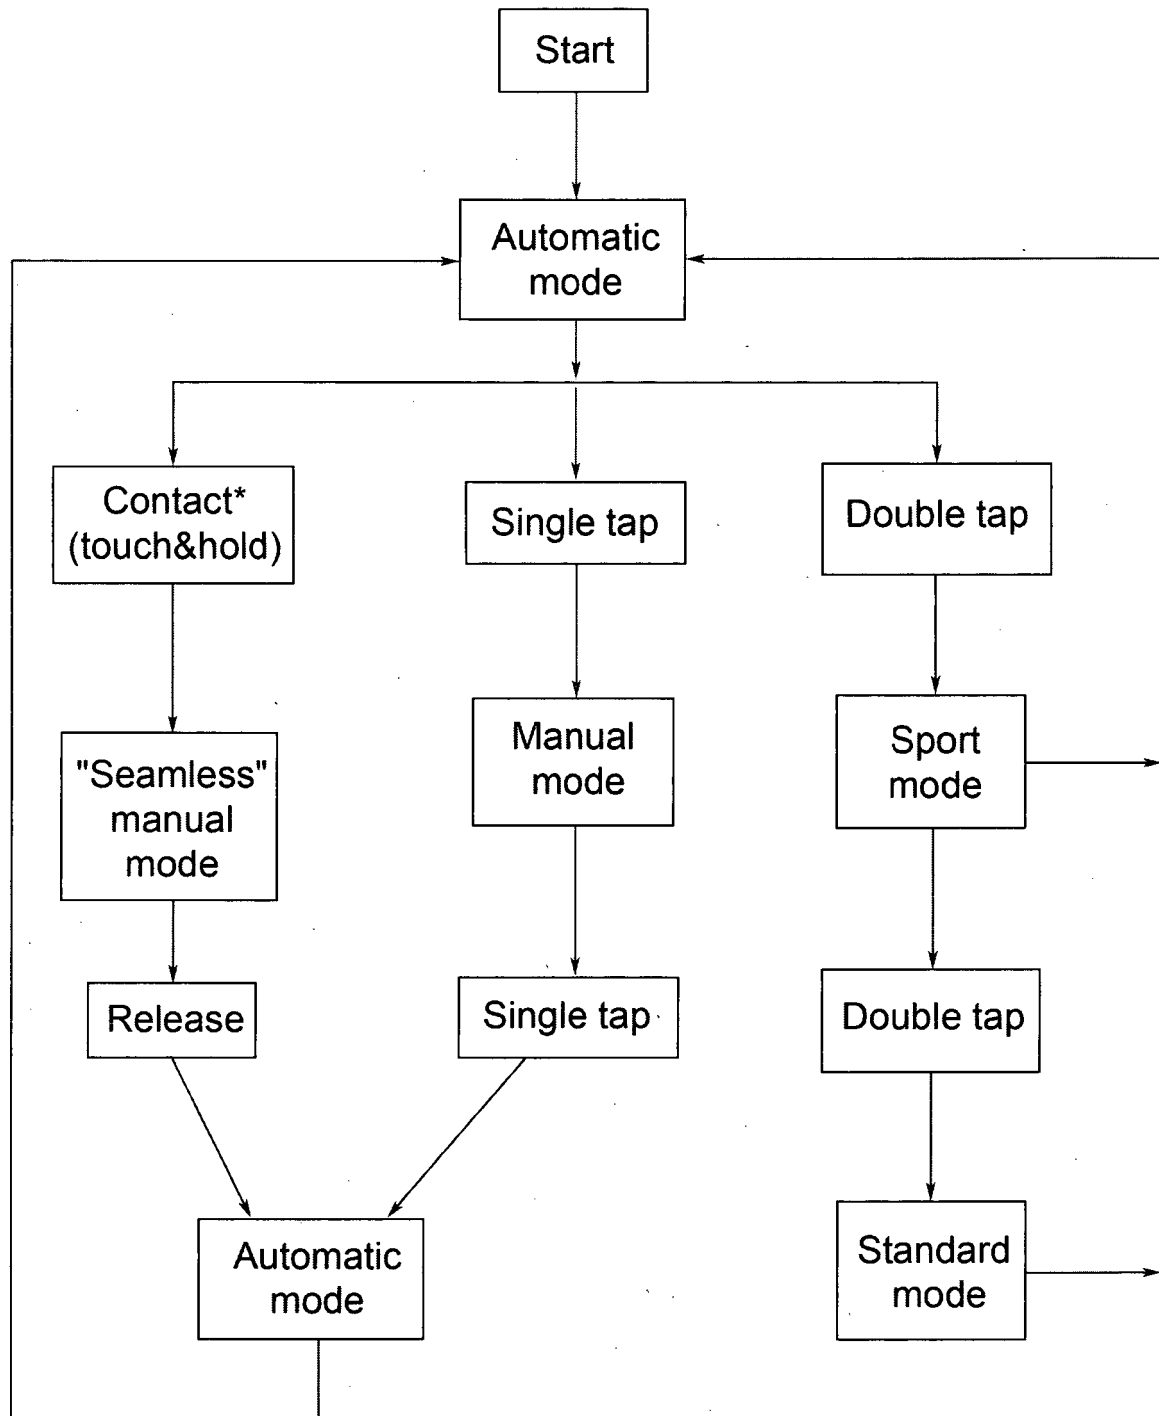 Start
Automatic
mode
Contact*
(touch&hold)
Single tap
Double tap
"Seamless"
manual
mode
Manual
mode
Sport
mode
Release
Single tap
Double tap
Automatic
mode
Standard
mode